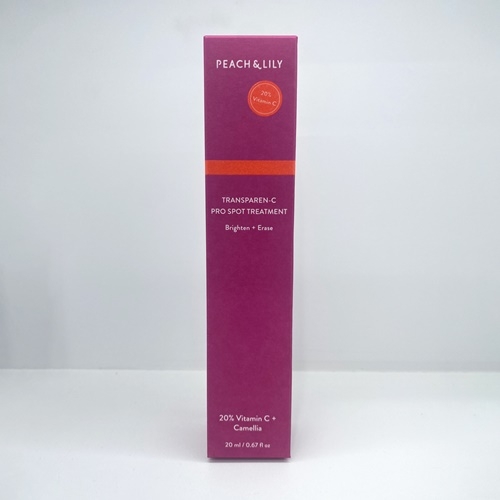 PEACH & LILY
20%
Vitamin C
TRANSPAREN-C
PRO SPOT TREATMENT
Brighten + Erase
20% Vitamin C +
Camellia
20 ml / 0.67 fl oz